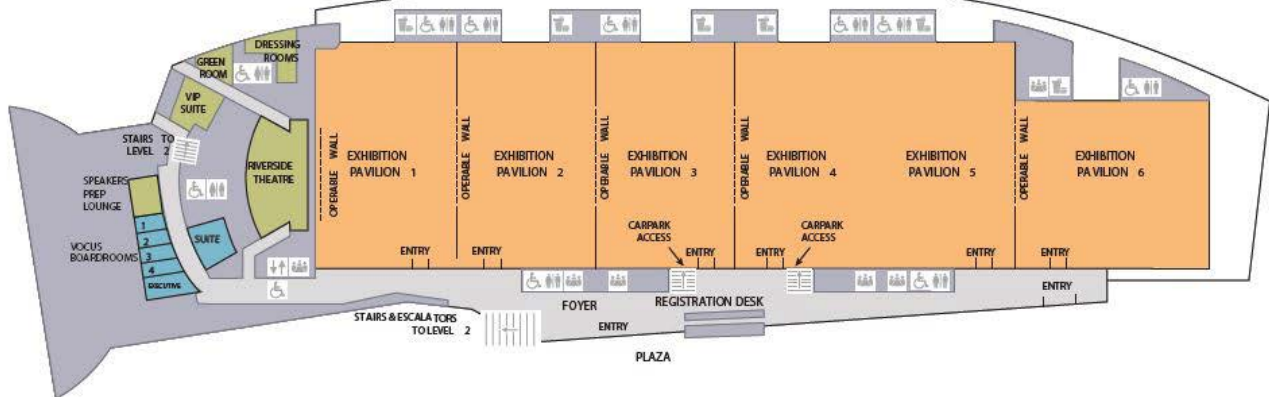 DRESSING
ROOMS
GREEN
ROOM
VIP
SUITE
STAIRS TO
LEVEL 2
RIVERSIDE
THEATRE
SPEAKERS
PREP
LOUNGE
VOCUS
BOARDROOMS
1
2
3
4
EXECUTIVE
SUITE
OPERABLE WALL
EXHIBITION
PAVILION 1
OPERABLE WALL
EXHIBITION
PAVILION 2
OPERABLE WALL
EXHIBITION
PAVILION 3
OPERABLE WALL
EXHIBITION
PAVILION 4
EXHIBITION
PAVILION 5
OPERABLE WALL
EXHIBITION
PAVILION 6
CARPARK
ACCESS
CARPARK
ACCESS
ENTRY
ENTRY
ENTRY
ENTRY
ENTRY
ENTRY
ENTRY
FOYER
REGISTRATION DESK
STAIRS & ESCALATORS
TO LEVEL 2
ENTRY
PLAZA